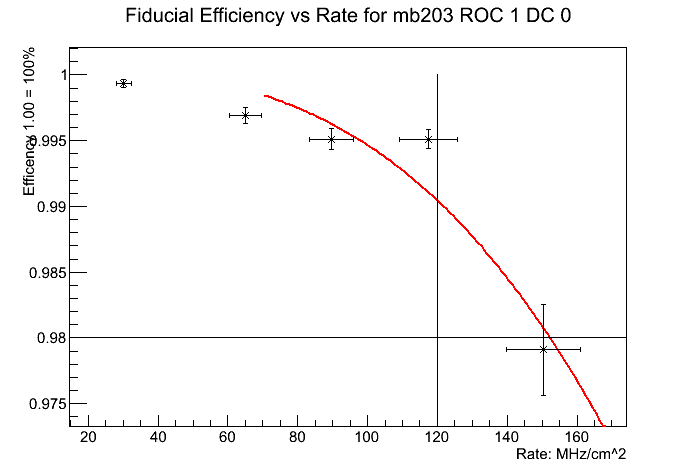 Fiducial Efficiency vs Rate for mb203 ROC 1 DC 0
Efficency 1.00 = 100%
1
0.995
0.99
0.985
0.98
0.975
20 40 60 80 100 120 140 160
Rate: MHz/cm^2